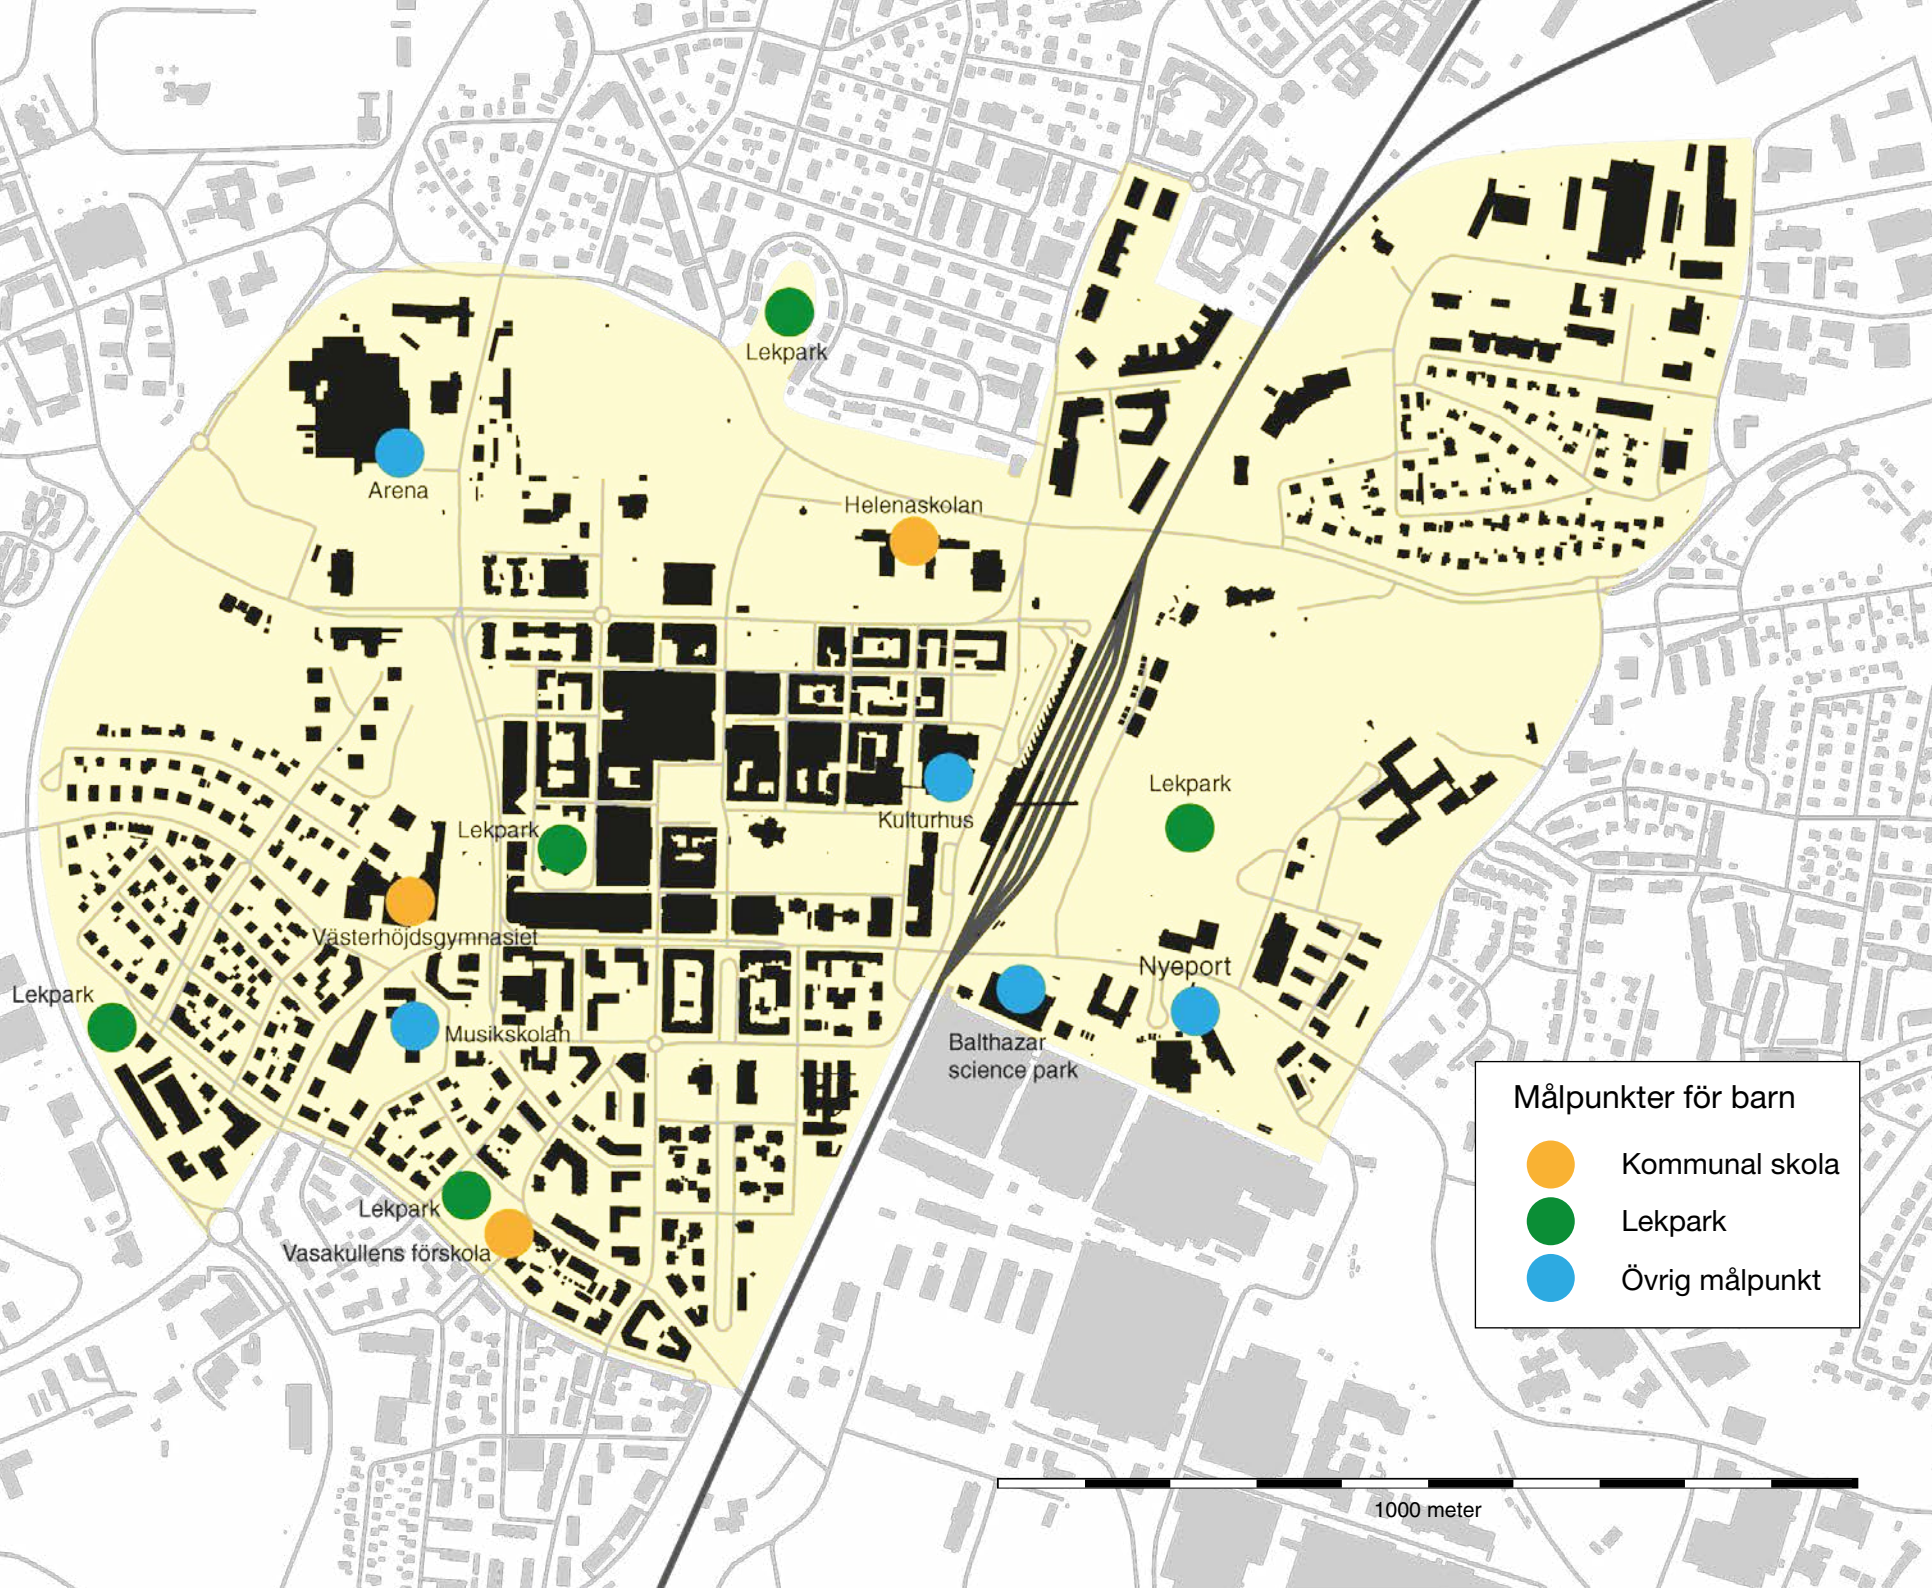 Lekpark
Arena
Helenaskolan
Lekpark
Lekpark
Kulturhus
Västerhöjdsgymnasiet
Nyeport
Lekpark
Musikskolan
Balthazar
science park
Lekpark
Vasakullens förskola
Målpunkter för barn
Kommunal skola
Lekpark
Övrig målpunkt
1000 meter